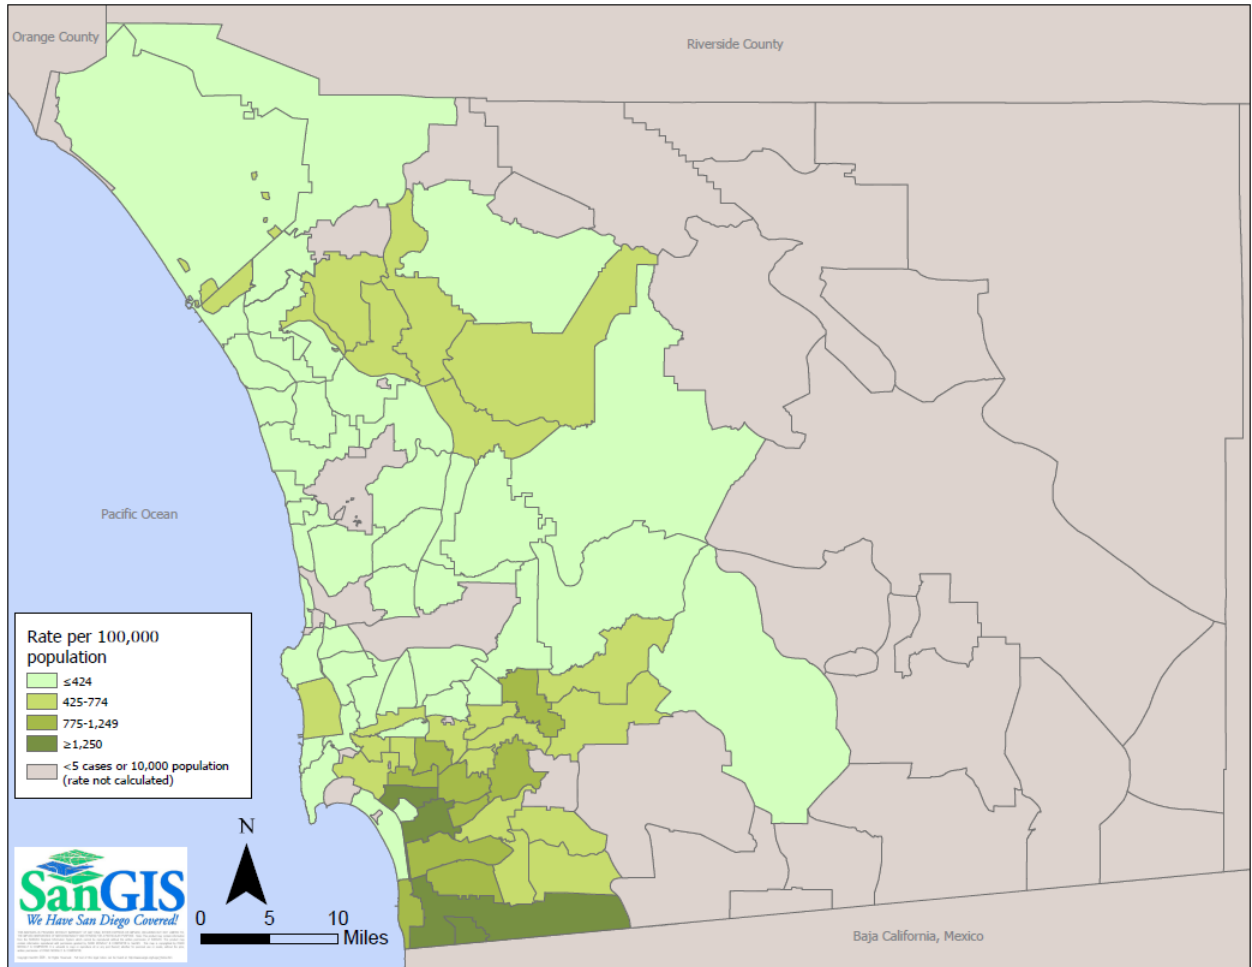 Orange County
Riverside County
Pacific Ocean
Rate per 100,000
population
≤424
425-774
775-1,249
≥1,250
<5 cases or 10,000 population
(rate not calculated)
N
SanGIS
We Have San Diego Covered!
0 5 10
Miles
Baja California, Mexico